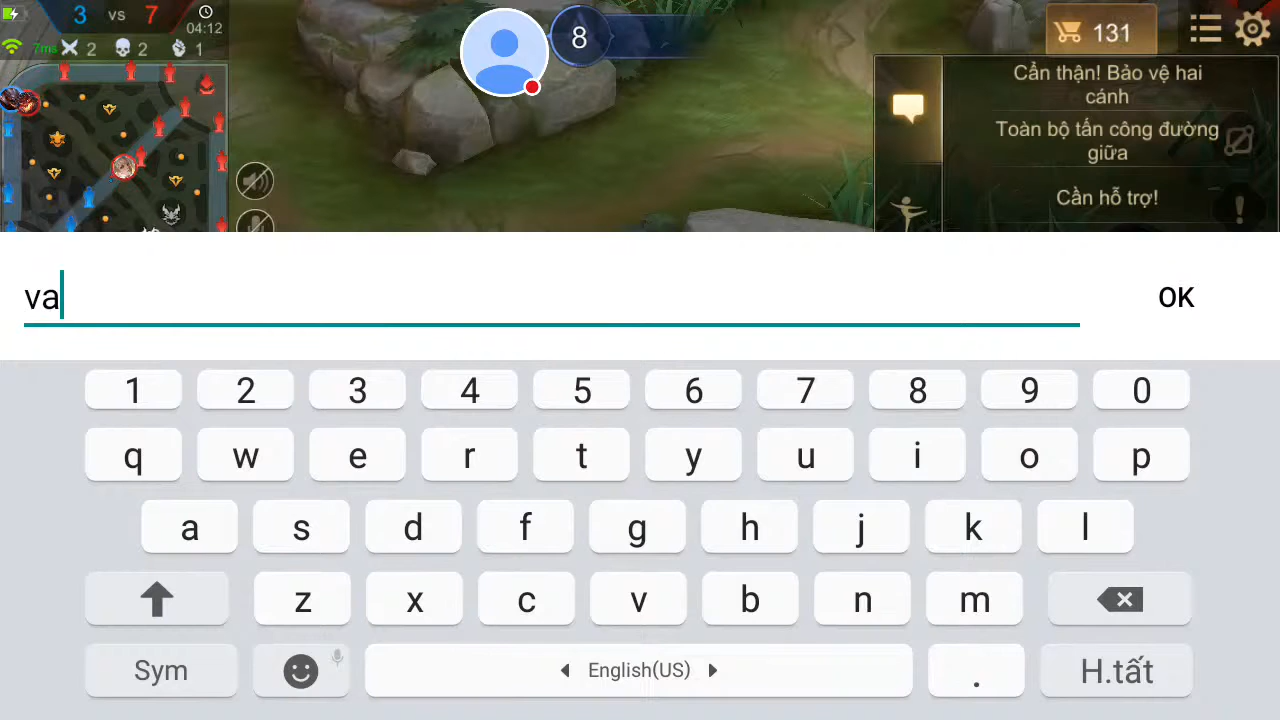 3 vs 7
04:12
7ms 2 2 1
8
131
Cẩn thận! Bảo vệ hai
cánh
Toàn bộ tấn công đường
giữa
Cần hỗ trợ!
va
OK
1 2 3 4 5 6 7 8 9 0
q w e r t y u i o p
a s d f g h j k l
z x c v b n m
Sym English(US) . H.tất